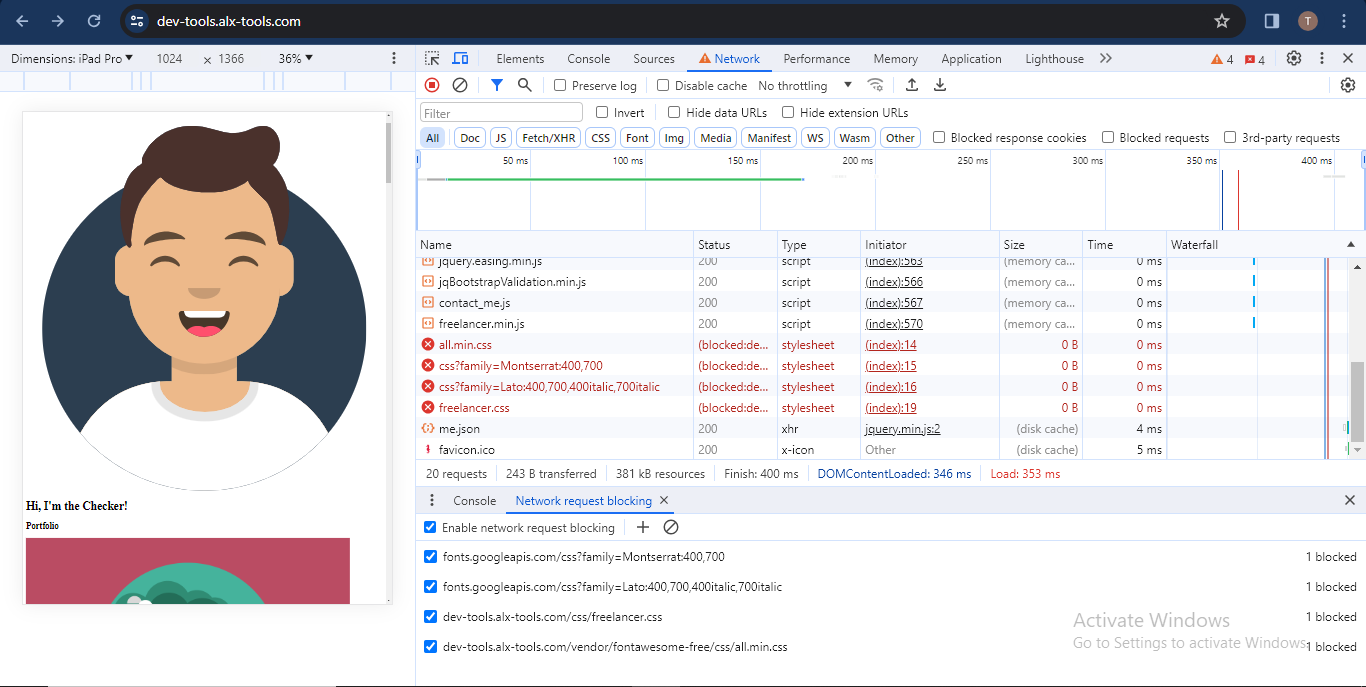 dev-tools.alx-tools.com
T
Dimensions: iPad Pro ▼ 1024 × 1366 36% ▼
Elements Console Sources Network Performance Memory Application Lighthouse 4 4
Preserve log Disable cache No throttling ▼
Filter Invert Hide data URLs Hide extension URLs
All Doc JS Fetch/XHR CSS Font Img Media Manifest WS Wasm Other Blocked response cookies Blocked requests 3rd-party requests
50 ms 100 ms 150 ms 200 ms 250 ms 300 ms 350 ms 400 ms
Name Status Type Initiator Size Time Waterfall
jquery.easing.min.js 200 script (index):563 (memory ca... 0 ms
jqBootstrapValidation.min.js 200 script (index):566 (memory ca... 0 ms
contact_me.js 200 script (index):567 (memory ca... 0 ms
freelancer.min.js 200 script (index):570 (memory ca... 0 ms
all.min.css (blocked:de... stylesheet (index):14 0 B 0 ms
css?family=Montserrat:400,700 (blocked:de... stylesheet (index):15 0 B 0 ms
css?family=Lato:400,700,400italic,700italic (blocked:de... stylesheet (index):16 0 B 0 ms
freelancer.css (blocked:de... stylesheet (index):19 0 B 0 ms
me.json 200 xhr jquery.min.js:2 (disk cache) 4 ms
favicon.ico 200 x-icon Other (disk cache) 5 ms
20 requests 243 B transferred 381 kB resources Finish: 400 ms DOMContentLoaded: 346 ms Load: 353 ms
Console Network request blocking
Enable network request blocking
fonts.googleapis.com/css?family=Montserrat:400,700 1 blocked
fonts.googleapis.com/css?family=Lato:400,700,400italic,700italic 1 blocked
dev-tools.alx-tools.com/css/freelancer.css 1 blocked
dev-tools.alx-tools.com/vendor/fontawesome-free/css/all.min.css 1 blocked
Hi, I'm the Checker!
Portfolio
Activate Windows
Go to Settings to activate Windows.